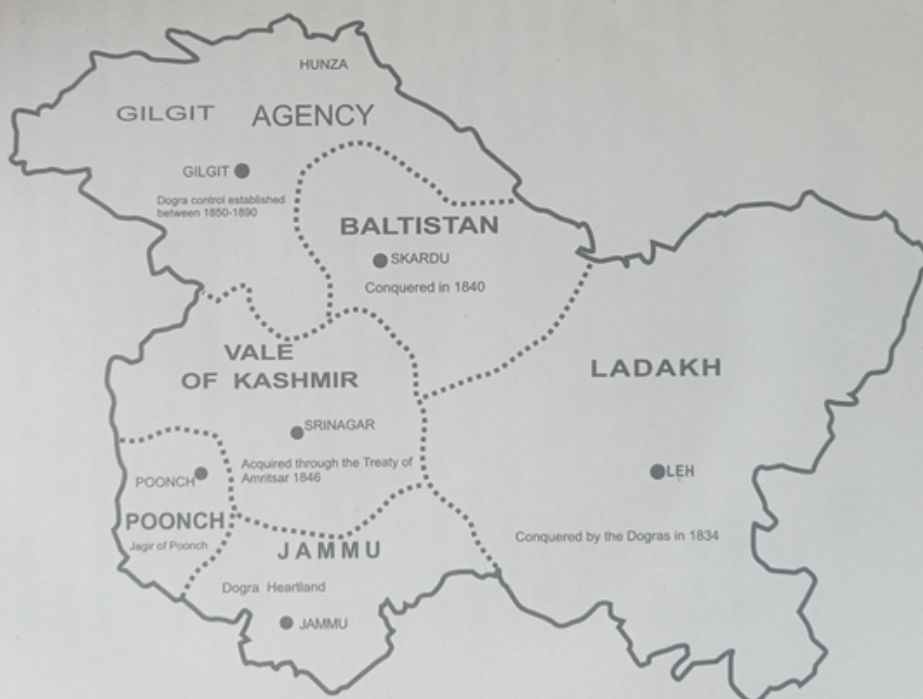 HUNZA
GILGIT AGENCY
GILGIT
Dogra control established
between 1850-1890
BALTISTAN
SKARDU
Conquered in 1840
VALE
OF KASHMIR
LADAKH
SRINAGAR
Acquired through the Treaty of
Amritsar 1846
LEH
POONCH
POONCH
Jagir of Poonch
Conquered by the Dogras in 1834
JAMMU
Dogra Heartland
JAMMU